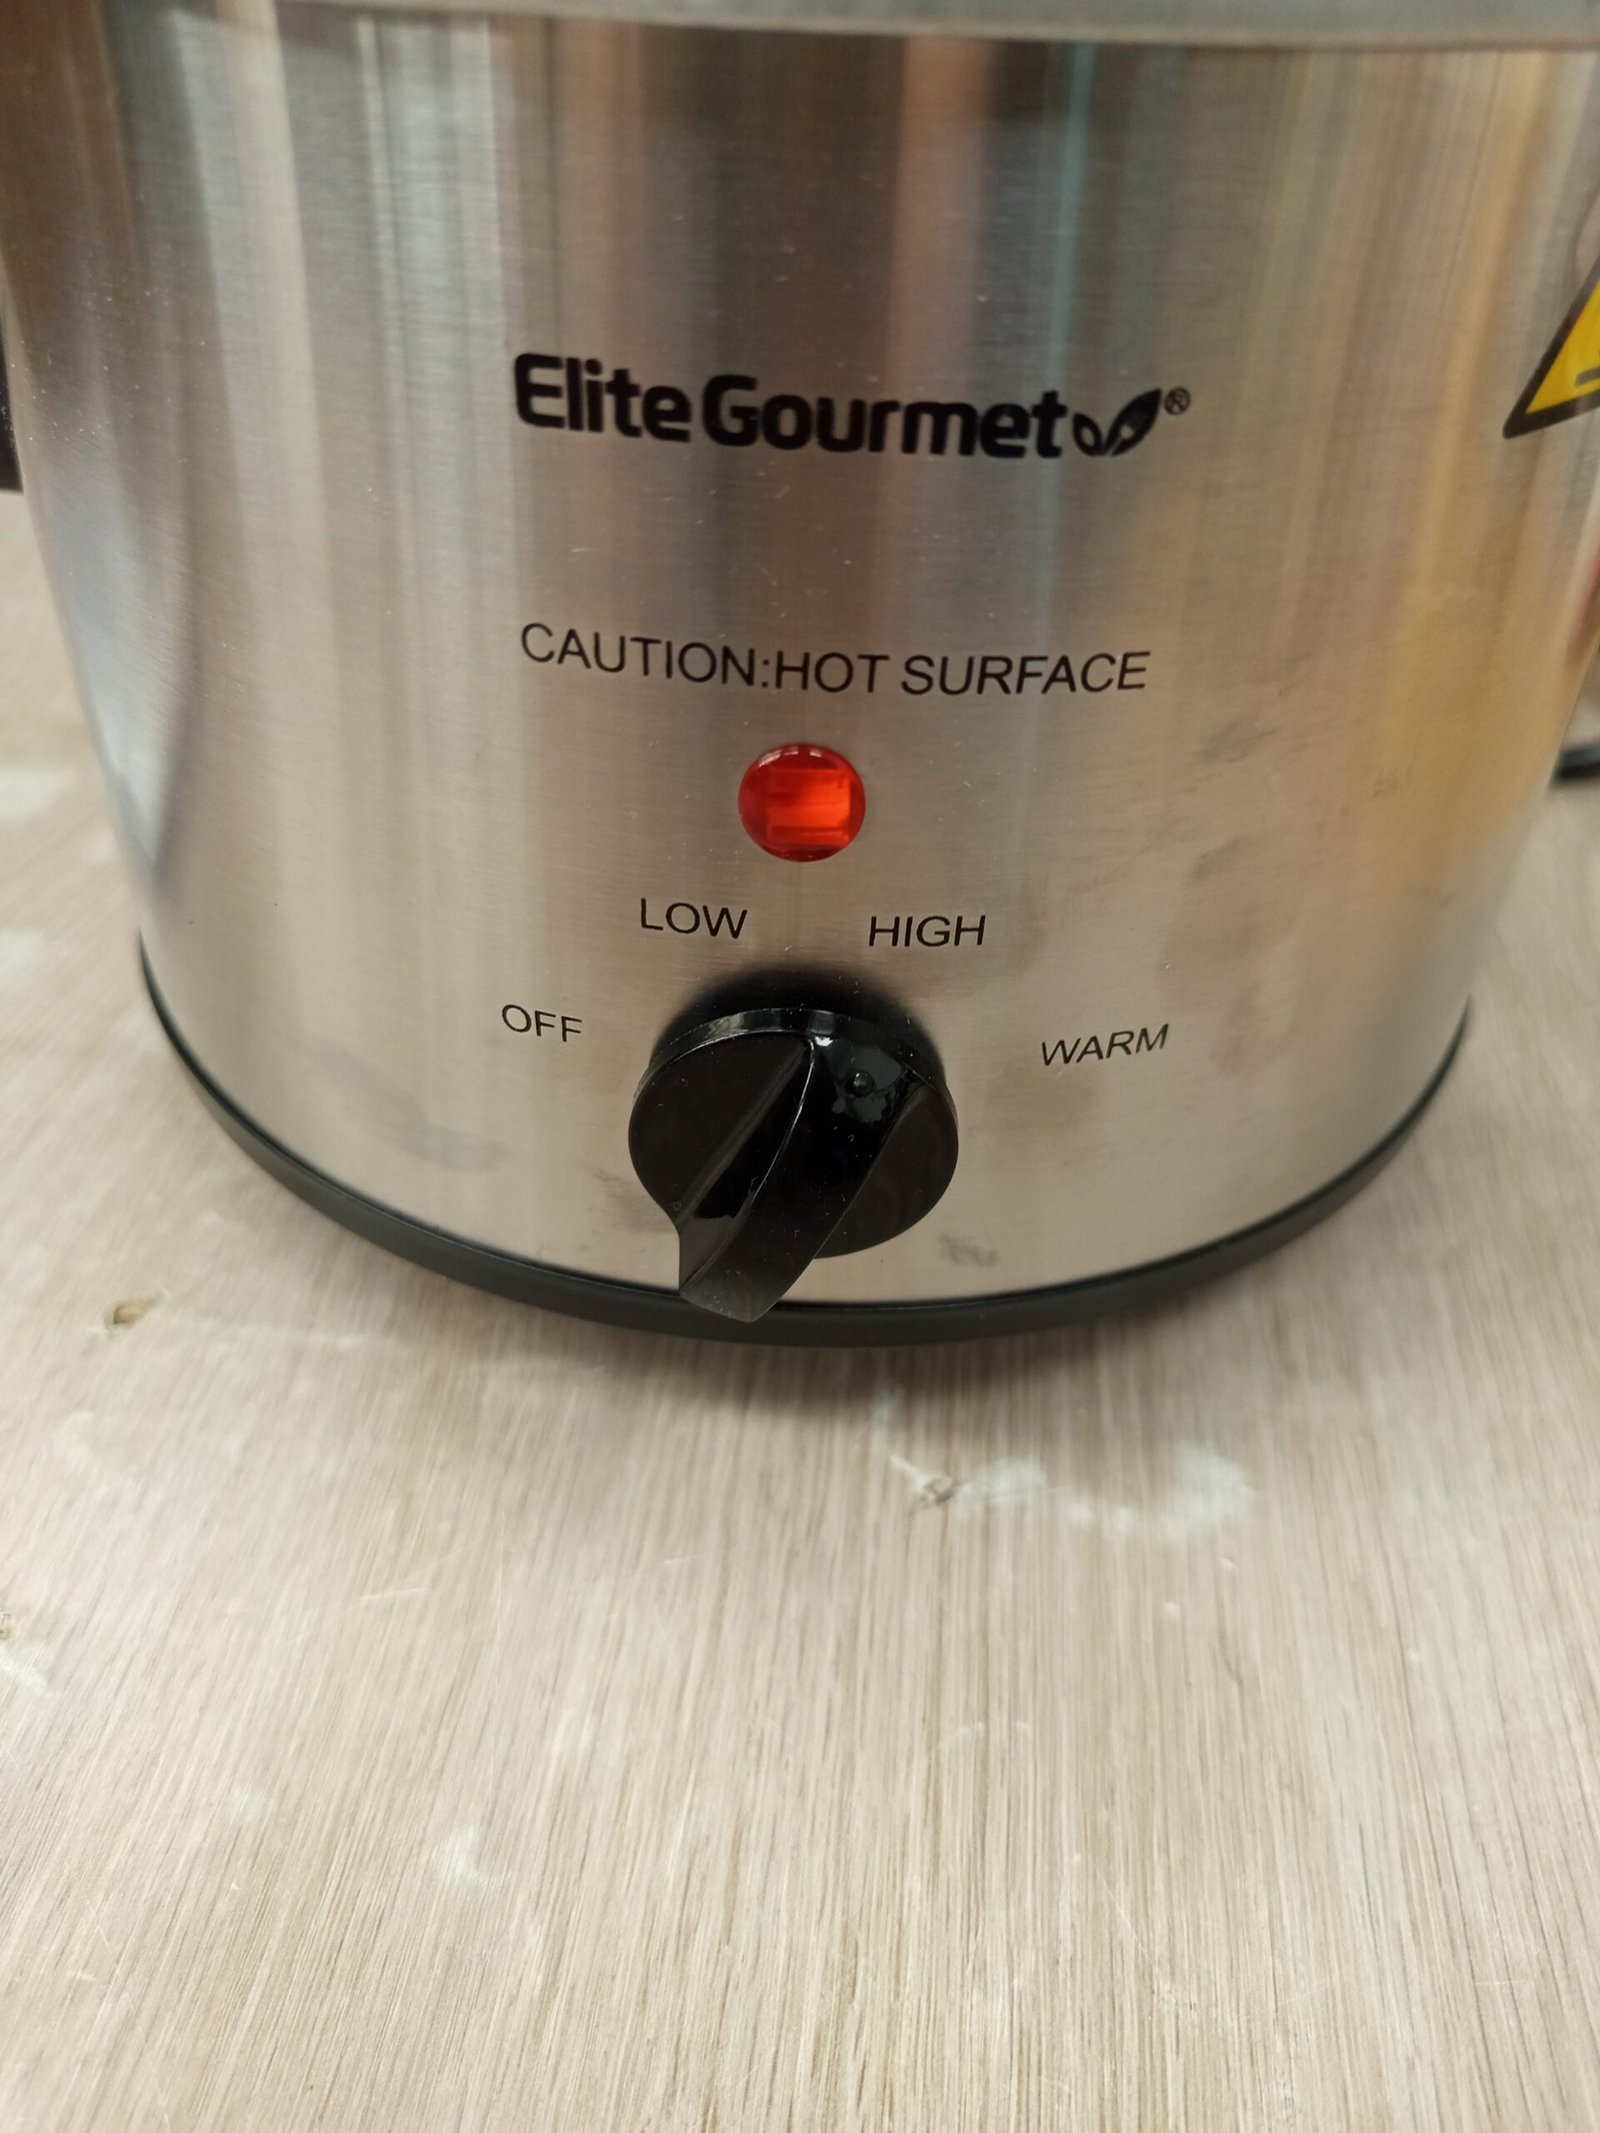 Elite Gourmet®
CAUTION:HOT SURFACE
LOW HIGH
OFF WARM